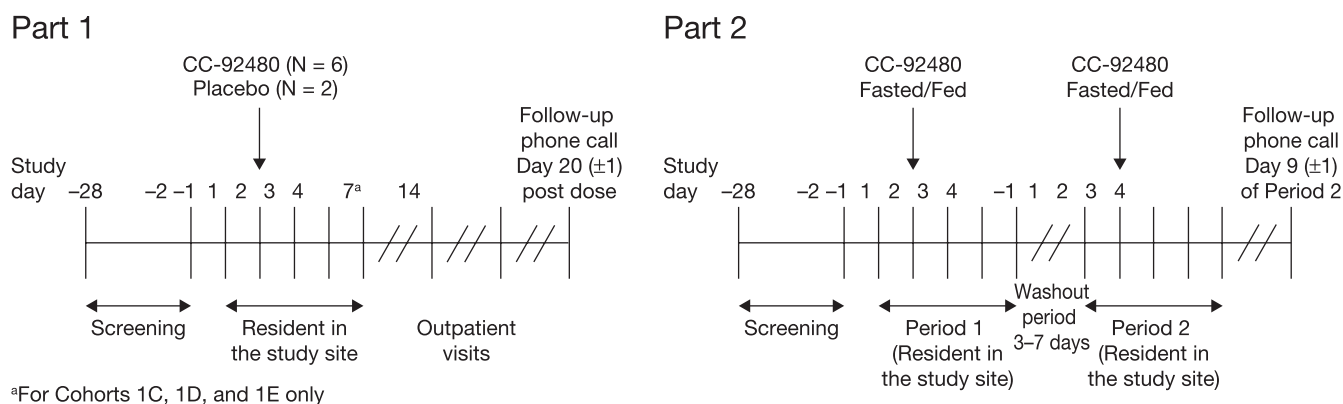 Part 1
CC-92480 (N = 6)
Placebo (N = 2)
Follow-up
phone call
Day 20 (±1)
post dose
Study
day
−28 −2 −1 1 2 3 4 7ᵃ 14
Screening
Resident in
the study site
Outpatient
visits
ᵃFor Cohorts 1C, 1D, and 1E only
Part 2
CC-92480
Fasted/Fed
CC-92480
Fasted/Fed
Follow-up
phone call
Day 9 (±1)
of Period 2
Study
day
−28 −2 −1 1 2 3 4 −1 1 2 3 4
Screening
Period 1
(Resident in
the study site)
Washout
period
3–7 days
Period 2
(Resident in
the study site)